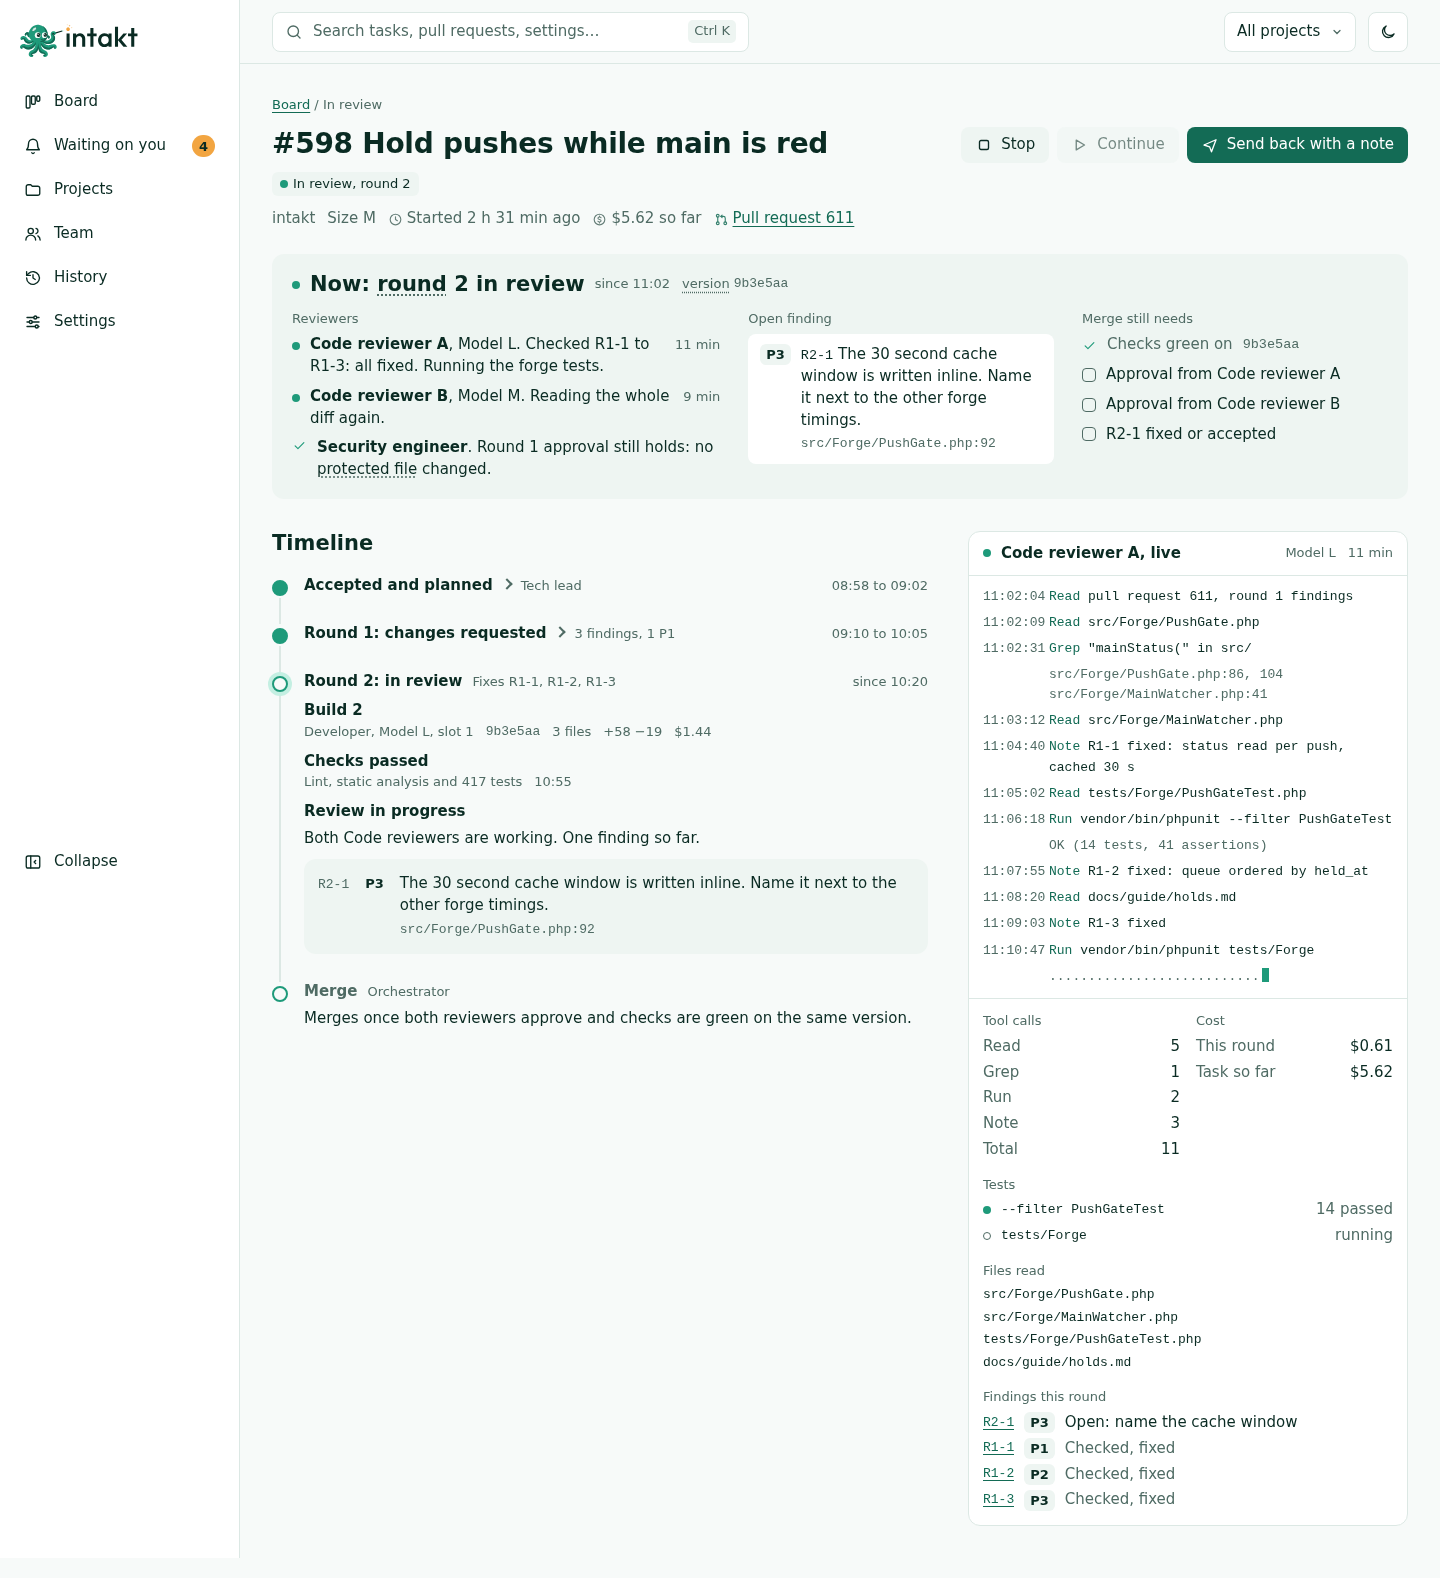 intakt
Search tasks, pull requests, settings… Ctrl K
All projects
Board
Waiting on you 4
Projects
Team
History
Settings
Collapse
Board / In review
#598 Hold pushes while main is red
Stop
Continue
Send back with a note
In review, round 2
intakt Size M Started 2 h 31 min ago $5.62 so far Pull request 611
Now: round 2 in review since 11:02 version 9b3e5aa
Reviewers
Code reviewer A, Model L. Checked R1-1 to 11 min
R1-3: all fixed. Running the forge tests.
Code reviewer B, Model M. Reading the whole 9 min
diff again.
Security engineer. Round 1 approval still holds: no
protected file changed.
Open finding
P3 R2-1 The 30 second cache
window is written inline. Name
it next to the other forge
timings.
src/Forge/PushGate.php:92
Merge still needs
Checks green on 9b3e5aa
Approval from Code reviewer A
Approval from Code reviewer B
R2-1 fixed or accepted
Timeline
Accepted and planned Tech lead 08:58 to 09:02
Round 1: changes requested 3 findings, 1 P1 09:10 to 10:05
Round 2: in review Fixes R1-1, R1-2, R1-3 since 10:20
Build 2
Developer, Model L, slot 1 9b3e5aa 3 files +58 −19 $1.44
Checks passed
Lint, static analysis and 417 tests 10:55
Review in progress
Both Code reviewers are working. One finding so far.
R2-1 P3 The 30 second cache window is written inline. Name it next to the
other forge timings.
src/Forge/PushGate.php:92
Merge Orchestrator
Merges once both reviewers approve and checks are green on the same version.
Code reviewer A, live Model L 11 min
11:02:04 Read pull request 611, round 1 findings
11:02:09 Read src/Forge/PushGate.php
11:02:31 Grep "mainStatus(" in src/
src/Forge/PushGate.php:86, 104
src/Forge/MainWatcher.php:41
11:03:12 Read src/Forge/MainWatcher.php
11:04:40 Note R1-1 fixed: status read per push,
cached 30 s
11:05:02 Read tests/Forge/PushGateTest.php
11:06:18 Run vendor/bin/phpunit --filter PushGateTest
OK (14 tests, 41 assertions)
11:07:55 Note R1-2 fixed: queue ordered by held_at
11:08:20 Read docs/guide/holds.md
11:09:03 Note R1-3 fixed
11:10:47 Run vendor/bin/phpunit tests/Forge
...........................
Tool calls
Read 5
Grep 1
Run 2
Note 3
Total 11
Cost
This round $0.61
Task so far $5.62
Tests
--filter PushGateTest 14 passed
tests/Forge running
Files read
src/Forge/PushGate.php
src/Forge/MainWatcher.php
tests/Forge/PushGateTest.php
docs/guide/holds.md
Findings this round
R2-1 P3 Open: name the cache window
R1-1 P1 Checked, fixed
R1-2 P2 Checked, fixed
R1-3 P3 Checked, fixed